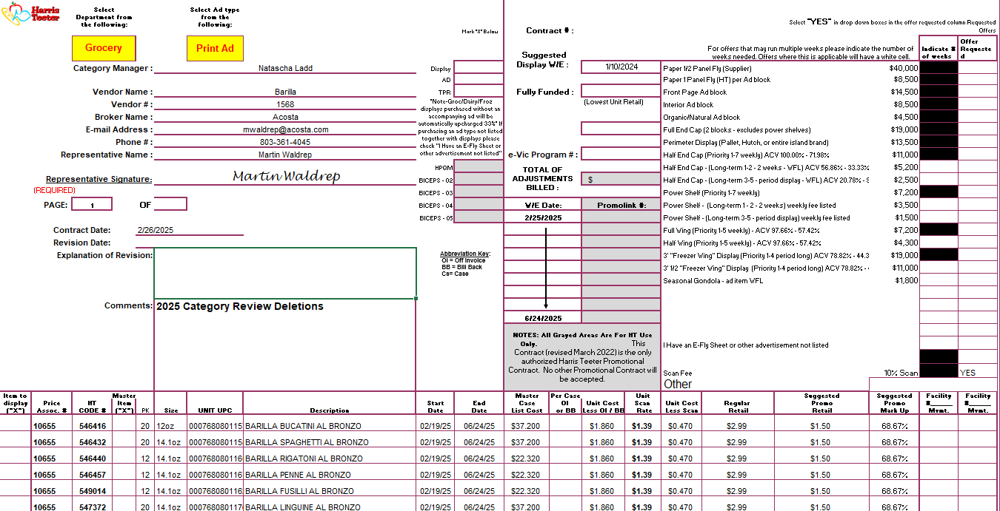 Harris Teeter
Select Department from the following:
Grocery
Select Ad type from the following:
Print Ad
Category Manager : Natascha Ladd
Vendor Name : Barilla
Vendor # : 1568
Broker Name : Acosta
E-mail Address : mwaldrep@acosta.com
Phone # : 803-361-4045
Representative Name : Martin Waldrep
Representative Signature: Martin Waldrep
(REQUIRED)
PAGE: 1 OF
Contract Date: 2/26/2025
Revision Date:
Explanation of Revision:
Comments: 2025 Category Review Deletions
Mark "X" Below
Display
AD
TPR
"Note-Groc/Dairy/Froz
displays purchased without an
accompanying ad will be
automatically upcharged 33%" If
purchasing an ad type not listed
together with displays please
check "I Have an E-Fly Sheet or
other advertisement not listed"
HPGM
BICEPS - 02
BICEPS - 03
BICEPS - 04
BICEPS - 05
Abbreviation Key:
OI = Off Invoice
BB = Bill Back
Cs= Case
Contract # :
Suggested Display W/E : 1/10/2024
Fully Funded :
(Lowest Unit Retail)
e-Vic Program # :
TOTAL OF ADJUSTMENTS BILLED : $
W/E Date: Promolink #:
2/25/2025
6/24/2025
NOTES: All Grayed Areas Are For HT Use
Only. This
Contract (revised March 2022) is the only
authorized Harris Teeter Promotional
Contract. No other Promotional Contract will
be accepted.
Select "YES" in drop down boxes in the offer requested column Requested
Offers
For offers that may run multiple weeks please indicate the number of
weeks needed. Offers where this is applicable will have a white cell.
Indicate # of weeks
Offer Requested
Paper 1/2 Panel Fly (Supplier) $40,000
Paper 1 Panel Fly (HT) per Ad block $8,500
Front Page Ad block $14,500
Interior Ad block $8,500
Organic/Natural Ad block $4,500
Full End Cap (2 blocks - excludes power shelves) $19,000
Perimeter Display (Pallet, Hutch, or entire island brand) $13,500
Half End Cap (Priority 1-7 weekly) ACV 100.00% - 71.98% $11,000
Half End Cap - (Long-term 1-2 - 2 weeks - WFL) ACV 56.86% - 33.33% $5,200
Half End Cap - (Long-term 3-5 - period display - WFL) ACV 20.78% - $2,500
Power Shelf (Priority 1-7 weekly) $7,200
Power Shelf - (Long-term 1 - 2 - 2 weeks) weekly fee listed $3,500
Power Shelf - (Long-term 3-5 - period display) weekly fee listed $1,500
Full Wing (Priority 1-5 weekly) - ACV 97.66% - 57.42% $7,200
Half Wing (Priority 1-5 weekly) - ACV 97.66% - 57.42% $4,300
3' "Freezer Wing" Display (Priority 1-4 period long) ACV 78.82% - 44.3 $19,000
3' 1/2 "Freezer Wing" Display (Priority 1-4 period long) ACV 78.82% - $11,000
Seasonal Gondola - ad item WFL $1,800
I Have an E-Fly Sheet or other advertisement not listed
Scan Fee 10% Scan YES
Other
Item to display ("X") Price Assoc. # HT CODE # Master Item ("X") PK Size UNIT UPC Description Start Date End Date Master Case List Cost Per Case OI or BB Unit Cost Less OI / BB Unit Scan Rate Unit Cost Less Scan Regular Retail Suggested Promo Retail Suggested Promo Mark Up Facility #_____ Mvmt. Facility #_____ Mvmt.
10655 546416 20 12oz 000768080115 BARILLA BUCATINI AL BRONZO 02/19/25 06/24/25 $37.200 $1.860 $1.39 $0.470 $2.99 $1.50 68.67%
10655 546432 20 14.1oz 000768080115 BARILLA SPAGHETTI AL BRONZO 02/19/25 06/24/25 $37.200 $1.860 $1.39 $0.470 $2.99 $1.50 68.67%
10655 546440 12 14.1oz 000768080116 BARILLA RIGATONI AL BRONZO 02/19/25 06/24/25 $22.320 $1.860 $1.39 $0.470 $2.99 $1.50 68.67%
10655 546457 12 14.1oz 000768080116 BARILLA PENNE AL BRONZO 02/19/25 06/24/25 $22.320 $1.860 $1.39 $0.470 $2.99 $1.50 68.67%
10655 549014 12 14.1oz 000768080116 BARILLA FUSILLI AL BRONZO 02/19/25 06/24/25 $22.320 $1.860 $1.39 $0.470 $2.99 $1.50 68.67%
10655 547372 20 14.1oz 000768080117 BARILLA LINGUINE AL BRONZO 02/19/25 06/24/25 $37.200 $1.860 $1.39 $0.470 $2.99 $1.50 68.67%